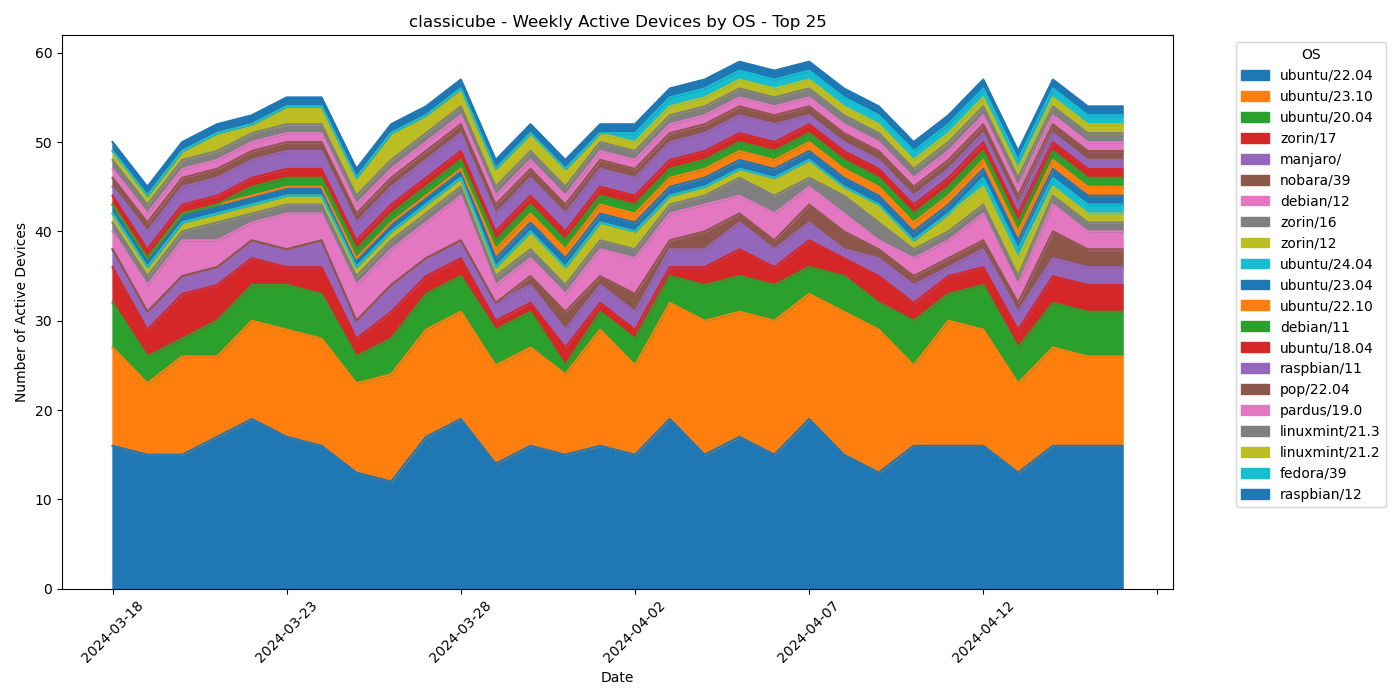 classicube - Weekly Active Devices by OS - Top 25
60
50
40
30
20
10
0
Number of Active Devices
2024-03-18
2024-03-23
2024-03-28
2024-04-02
2024-04-07
2024-04-12
Date
OS
ubuntu/22.04
ubuntu/23.10
ubuntu/20.04
zorin/17
manjaro/
nobara/39
debian/12
zorin/16
zorin/12
ubuntu/24.04
ubuntu/23.04
ubuntu/22.10
debian/11
ubuntu/18.04
raspbian/11
pop/22.04
pardus/19.0
linuxmint/21.3
linuxmint/21.2
fedora/39
raspbian/12